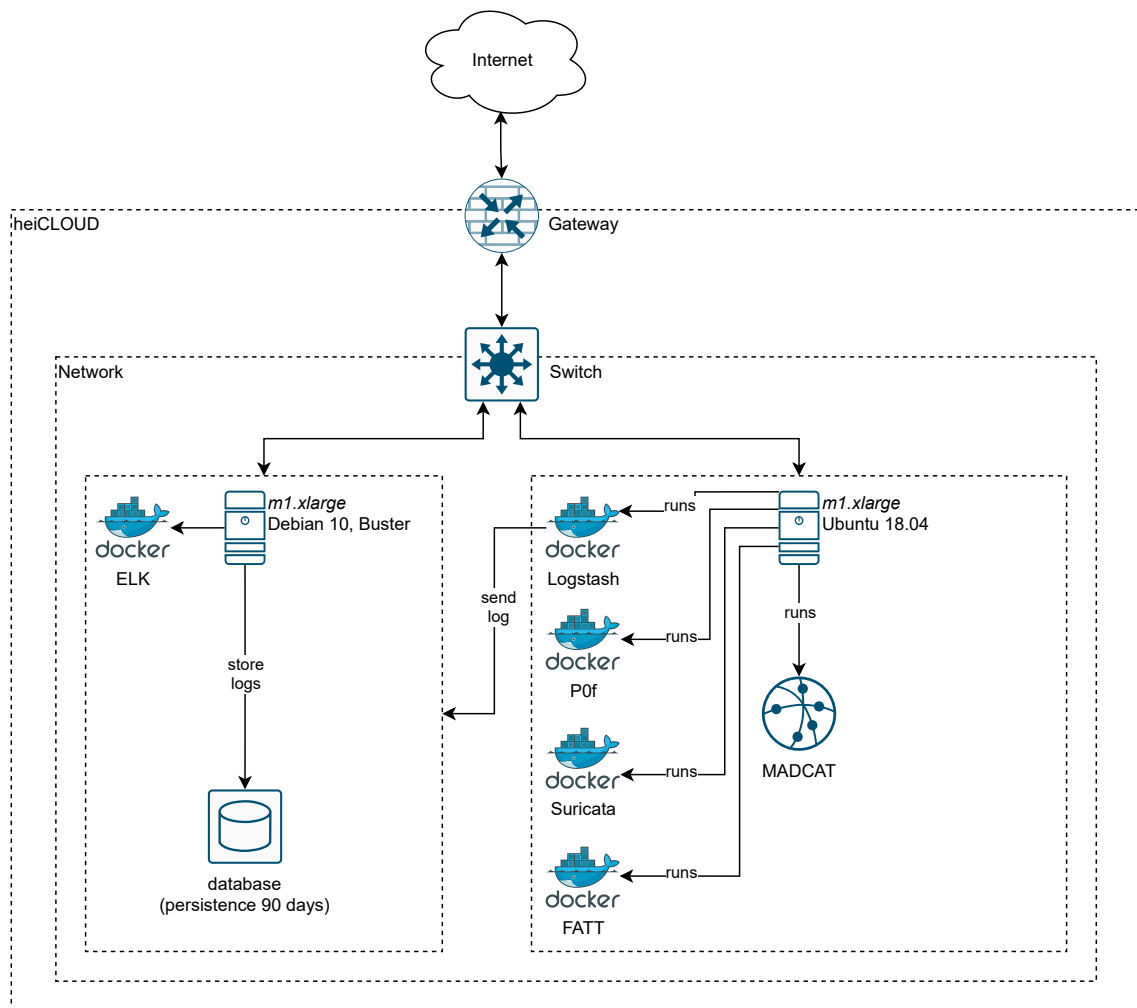 Internet
heiCLOUD
Gateway
Network
Switch
docker
ELK
m1.xlarge
Debian 10, Buster
store
logs
database
(persistence 90 days)
send
log
docker
Logstash
runs
m1.xlarge
Ubuntu 18.04
docker
P0f
runs
runs
MADCAT
docker
Suricata
runs
docker
FATT
runs